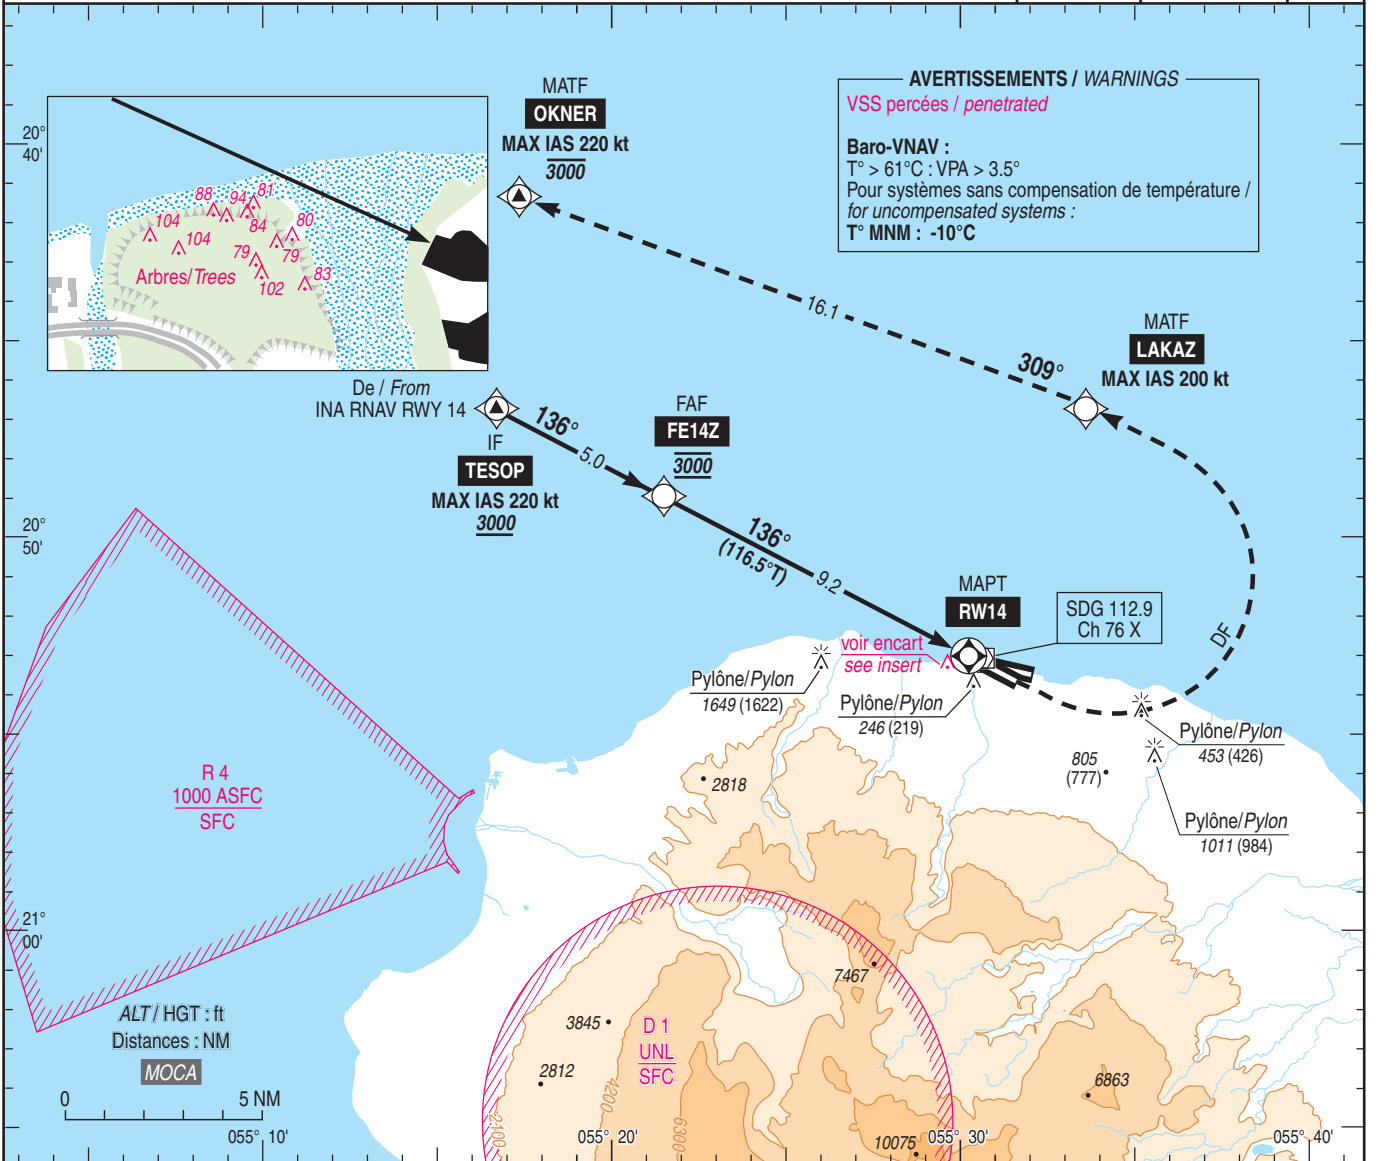 MATF
OKNER
MAX IAS 220 kt
3000
AVERTISSEMENTS / WARNINGS
VSS percées / penetrated
Baro-VNAV :
T° > 61°C : VPA > 3.5°
Pour systèmes sans compensation de température /
for uncompensated systems :
T° MNM : -10°C
20°
40'
88
94
81
104
84
80
104
79
79
83
102
Arbres/Trees
16.1
309°
MATF
LAKAZ
MAX IAS 200 kt
De / From
INA RNAV RWY 14
IF
TESOP
MAX IAS 220 kt
3000
136°
5.0
FAF
FE14Z
3000
20°
50'
136°
(116.5°T)
9.2
MAPT
RW14
SDG 112.9
Ch 76 X
DF
voir encart
see insert
Pylône/Pylon
1649 (1622)
Pylône/Pylon
246 (219)
Pylône/Pylon
453 (426)
805
(777)
Pylône/Pylon
1011 (984)
2818
R 4
1000 ASFC
SFC
21°
00'
7467
3845
2812
D 1
UNL
SFC
6863
10075
2100
4200
6300
ALT / HGT : ft
Distances : NM
MOCA
0
5 NM
055° 10'
055° 20'
055° 30'
055° 40'